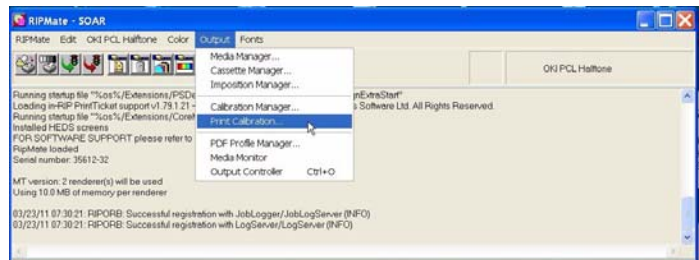 RIPMate - SOAR
RIPMate Edit OKI PCL Halftone Color Output Fonts
Media Manager...
Cassette Manager...
Imposition Manager...
Calibration Manager...
Print Calibration...
PDF Profile Manager...
Media Monitor
Output Controller Ctrl+O
OKI PCL Halftone
Running startup file "%os%/Extensions/PSDe gnExtraStart"
Loading in-RIP PrintTicket support v1.79.1.21 - s Software Ltd. All Rights Reserved.
Running startup file "%os%/Extensions/CoreF
Installed HEDS screens
FOR SOFTWARE SUPPORT please refer to
RipMate loaded
Serial number: 35612-32
MT version: 2 renderer(s) will be used
Using 10.0 MB of memory per renderer
03/23/11 07:30:21: RIPORB: Successful registration with JobLogger/JobLogServer (INFO)
03/23/11 07:30:21: RIPORB: Successful registration with LogServer/LogServer (INFO)